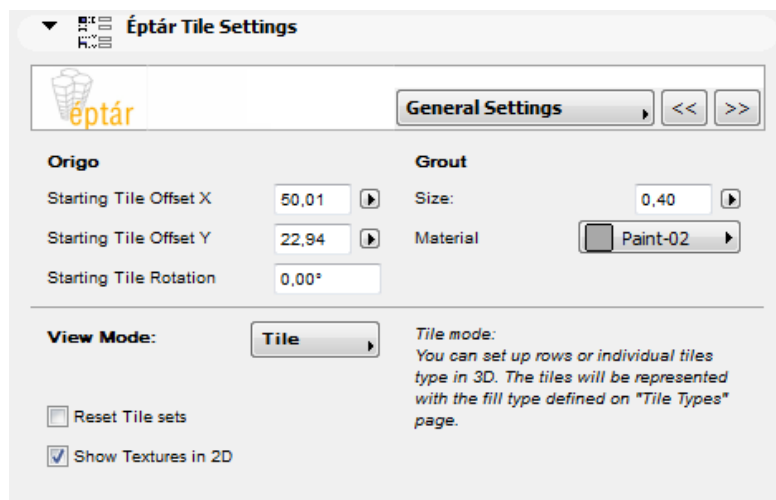 Éptár Tile Settings
éptár
General Settings
<<
>>
Origo
Grout
Starting Tile Offset X
50,01
Size:
0,40
Starting Tile Offset Y
22,94
Material
Paint-02
Starting Tile Rotation
0,00°
View Mode:
Tile
Tile mode:
You can set up rows or individual tiles
type in 3D. The tiles will be represented
with the fill type defined on "Tile Types"
page.
Reset Tile sets
Show Textures in 2D